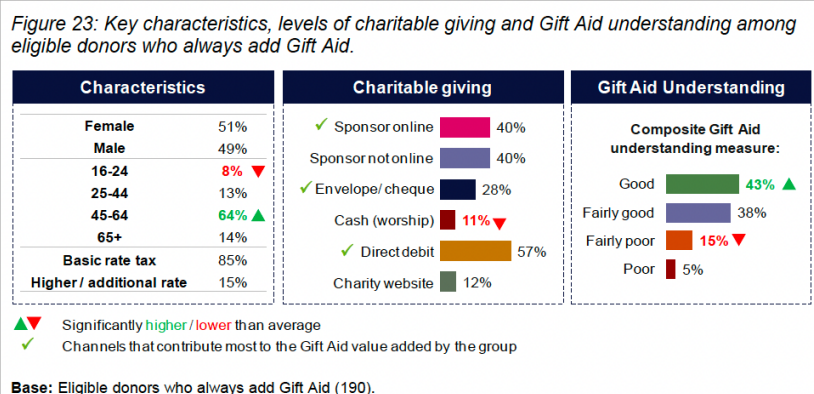 Figure 23: Key characteristics, levels of charitable giving and Gift Aid understanding among
eligible donors who always add Gift Aid.
Characteristics
Female 51%
Male 49%
16-24 8% ▼
25-44 13%
45-64 64% ▲
65+ 14%
Basic rate tax 85%
Higher / additional rate 15%
Charitable giving
✓ Sponsor online 40%
Sponsor not online 40%
✓ Envelope/ cheque 28%
Cash (worship) 11% ▼
✓ Direct debit 57%
Charity website 12%
Gift Aid Understanding
Composite Gift Aid
understanding measure:
Good 43% ▲
Fairly good 38%
Fairly poor 15% ▼
Poor 5%
▲▼ Significantly higher / lower than average
✓ Channels that contribute most to the Gift Aid value added by the group
Base: Eligible donors who always add Gift Aid (190).